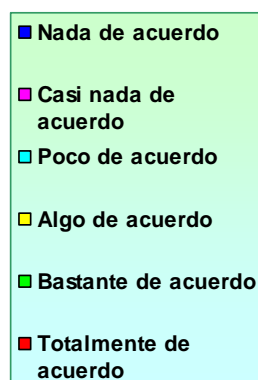 Nada de acuerdo
Casi nada de
acuerdo
Poco de acuerdo
Algo de acuerdo
Bastante de acuerdo
Totalmente de
acuerdo